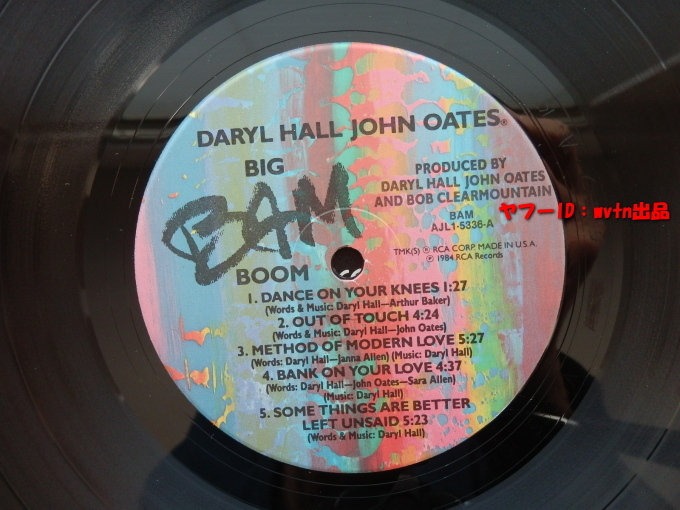 DARYL HALL JOHN OATES®
BIG
BAM
BOOM
PRODUCED BY
DARYL HALL JOHN OATES
AND BOB CLEARMOUNTAIN
ヤフーID：mvtn出品
BAM
AJL1-5336-A
TMK(S) ® RCA CORP. MADE IN U.S.A.
℗ 1984 RCA Records
1. DANCE ON YOUR KNEES 1:27
(Words & Music: Daryl Hall—Arthur Baker)
2. OUT OF TOUCH 4:24
(Words & Music: Daryl Hall—John Oates)
3. METHOD OF MODERN LOVE 5:27
(Words: Daryl Hall—Janna Allen) (Music: Daryl Hall)
4. BANK ON YOUR LOVE 4:37
(Words: Daryl Hall—John Oates—Sara Allen)
(Music: Daryl Hall)
5. SOME THINGS ARE BETTER
LEFT UNSAID 5:23
(Words & Music: Daryl Hall)